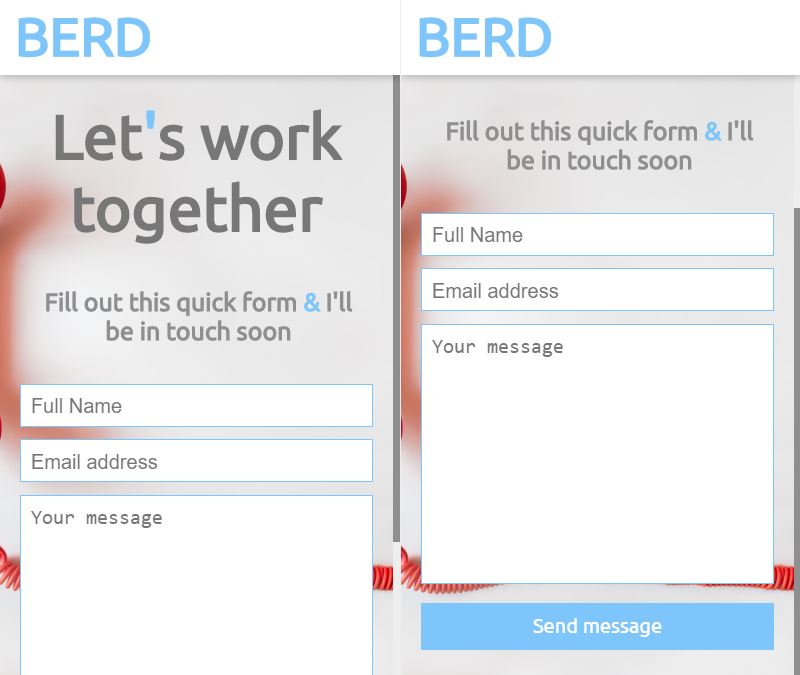 BERD
Let's work
together
Fill out this quick form & I'll
be in touch soon
Full Name
Email address
Your message
BERD
Fill out this quick form & I'll
be in touch soon
Full Name
Email address
Your message
Send message